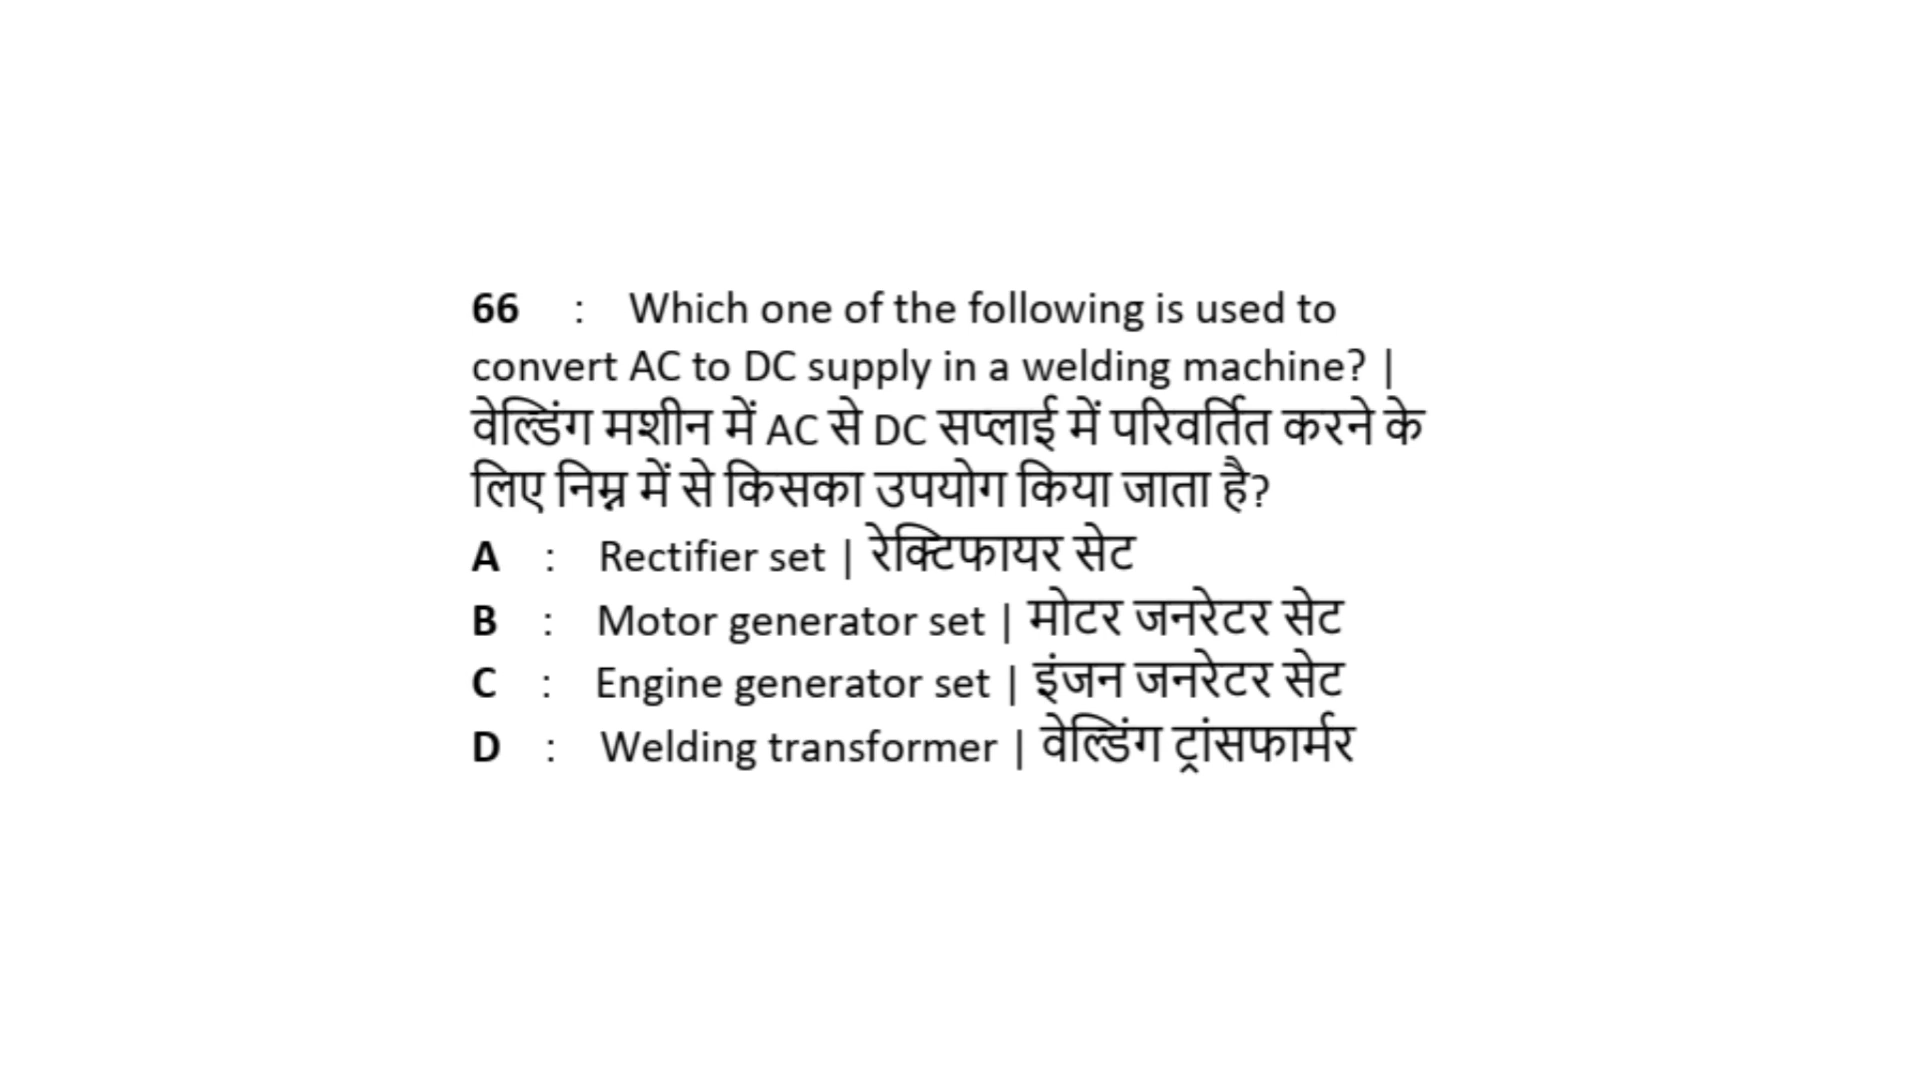 66 : Which one of the following is used to
convert AC to DC supply in a welding machine? |
वेल्डिंग मशीन में AC से DC सप्लाई में परिवर्तित करने के
लिए निम्न में से किसका उपयोग किया जाता है?
A : Rectifier set | रेक्टिफायर सेट
B : Motor generator set | मोटर जनरेटर सेट
C : Engine generator set | इंजन जनरेटर सेट
D : Welding transformer | वेल्डिंग ट्रांसफार्मर